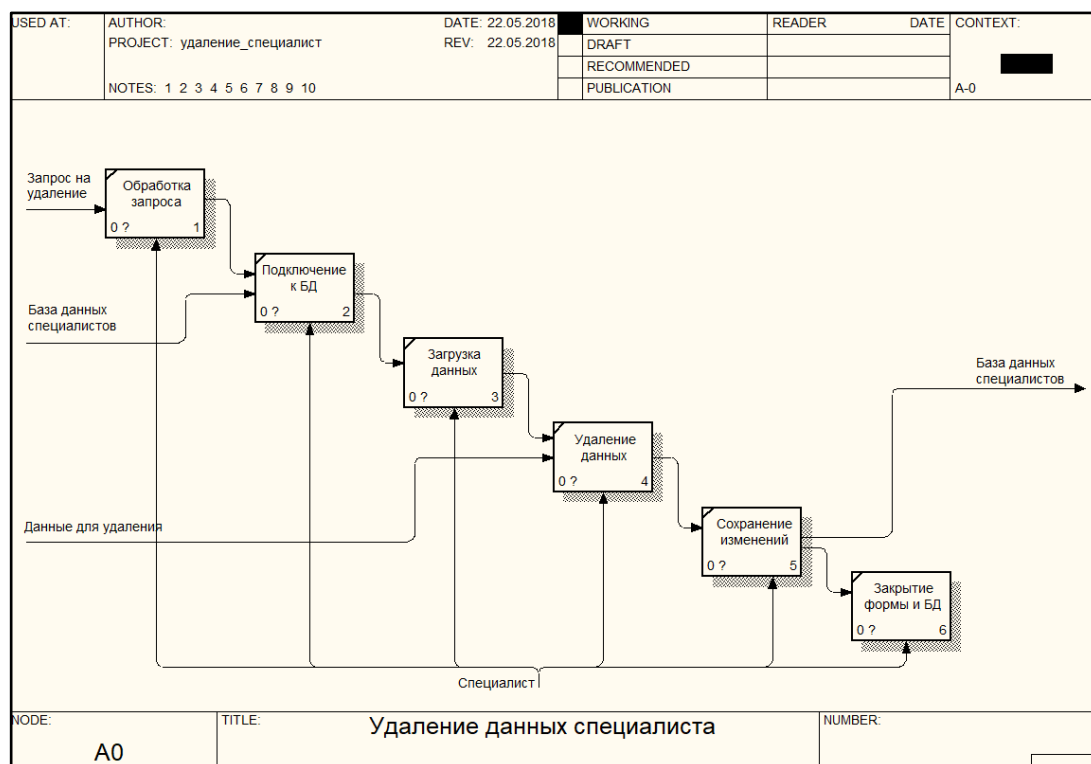 USED AT:
AUTHOR:
DATE: 22.05.2018
PROJECT: удаление_специалист
REV: 22.05.2018
NOTES: 1 2 3 4 5 6 7 8 9 10
WORKING
DRAFT
RECOMMENDED
PUBLICATION
READER
DATE
CONTEXT:
A-0
Запрос на
удаление
Обработка
запроса
0 ?
1
База данных
специалистов
Подключение
к БД
0 ?
2
Загрузка
данных
0 ?
3
База данных
специалистов
Удаление
данных
0 ?
4
Данные для удаления
Сохранение
изменений
0 ?
5
Закрытие
формы и БД
0 ?
6
Специалист
NODE:
A0
TITLE:
Удаление данных специалиста
NUMBER: